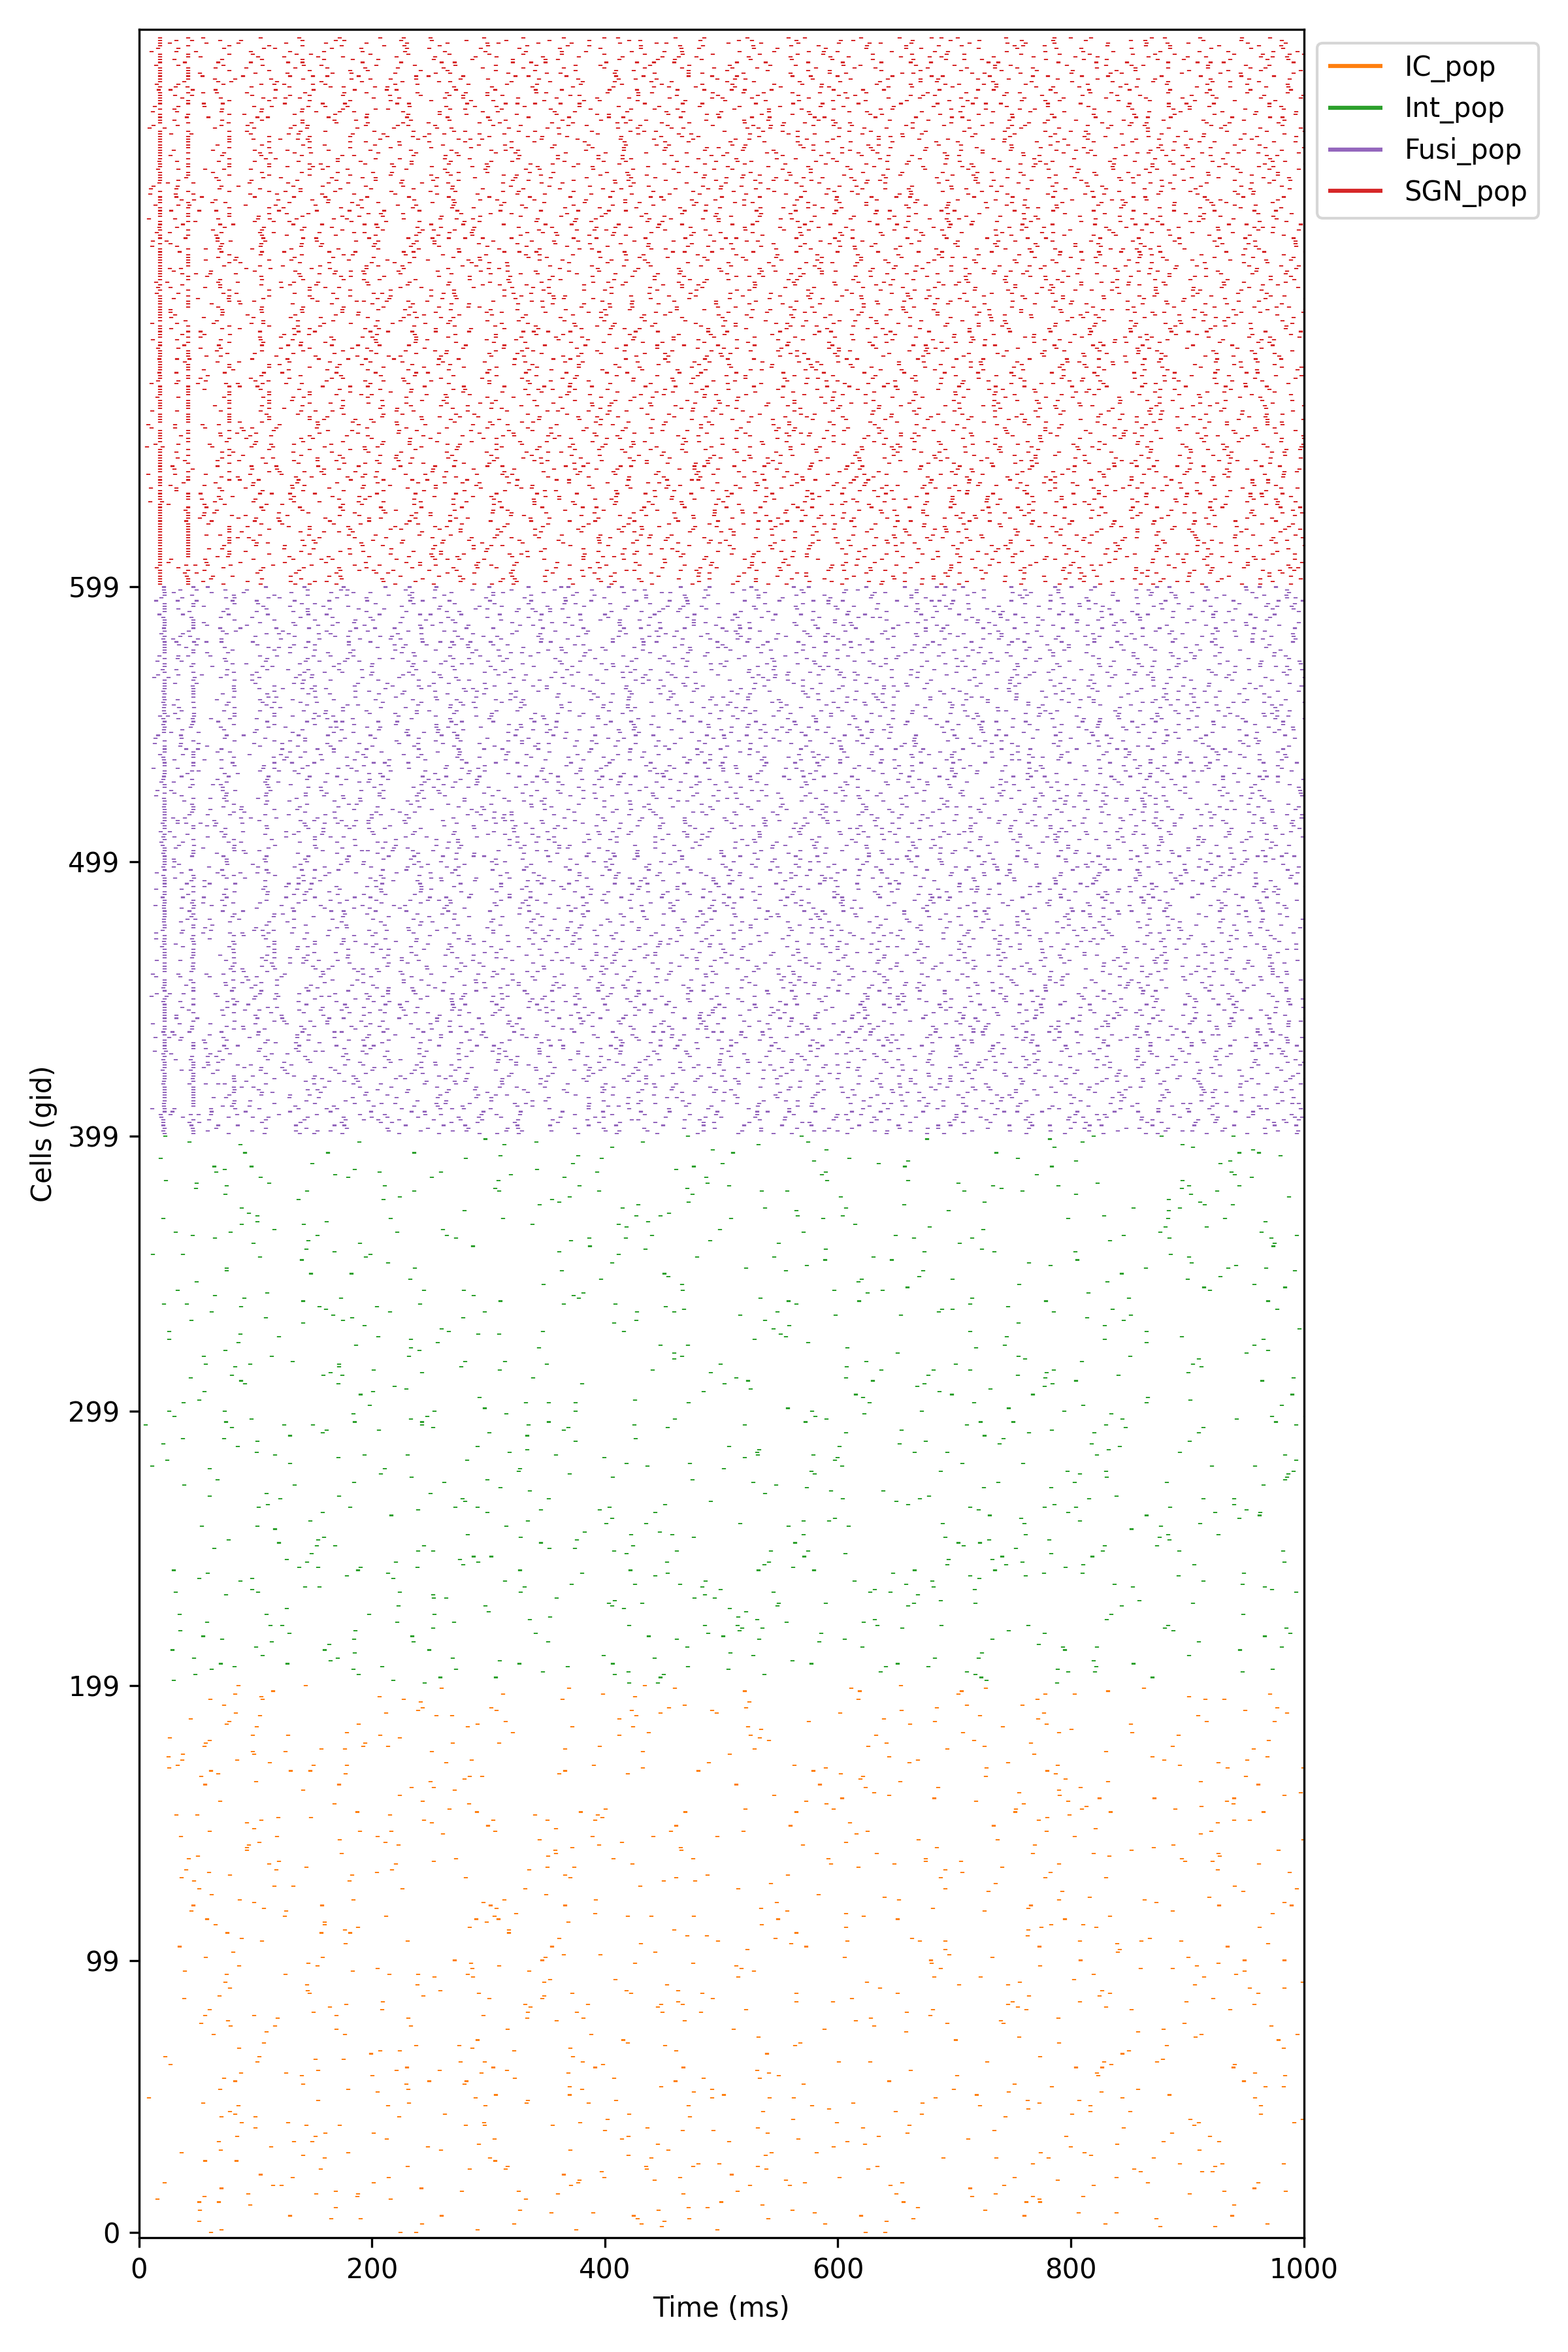 IC_pop
Int_pop
Fusi_pop
SGN_pop
599
499
399
299
199
99
0
Cells (gid)
0 200 400 600 800 1000
Time (ms)